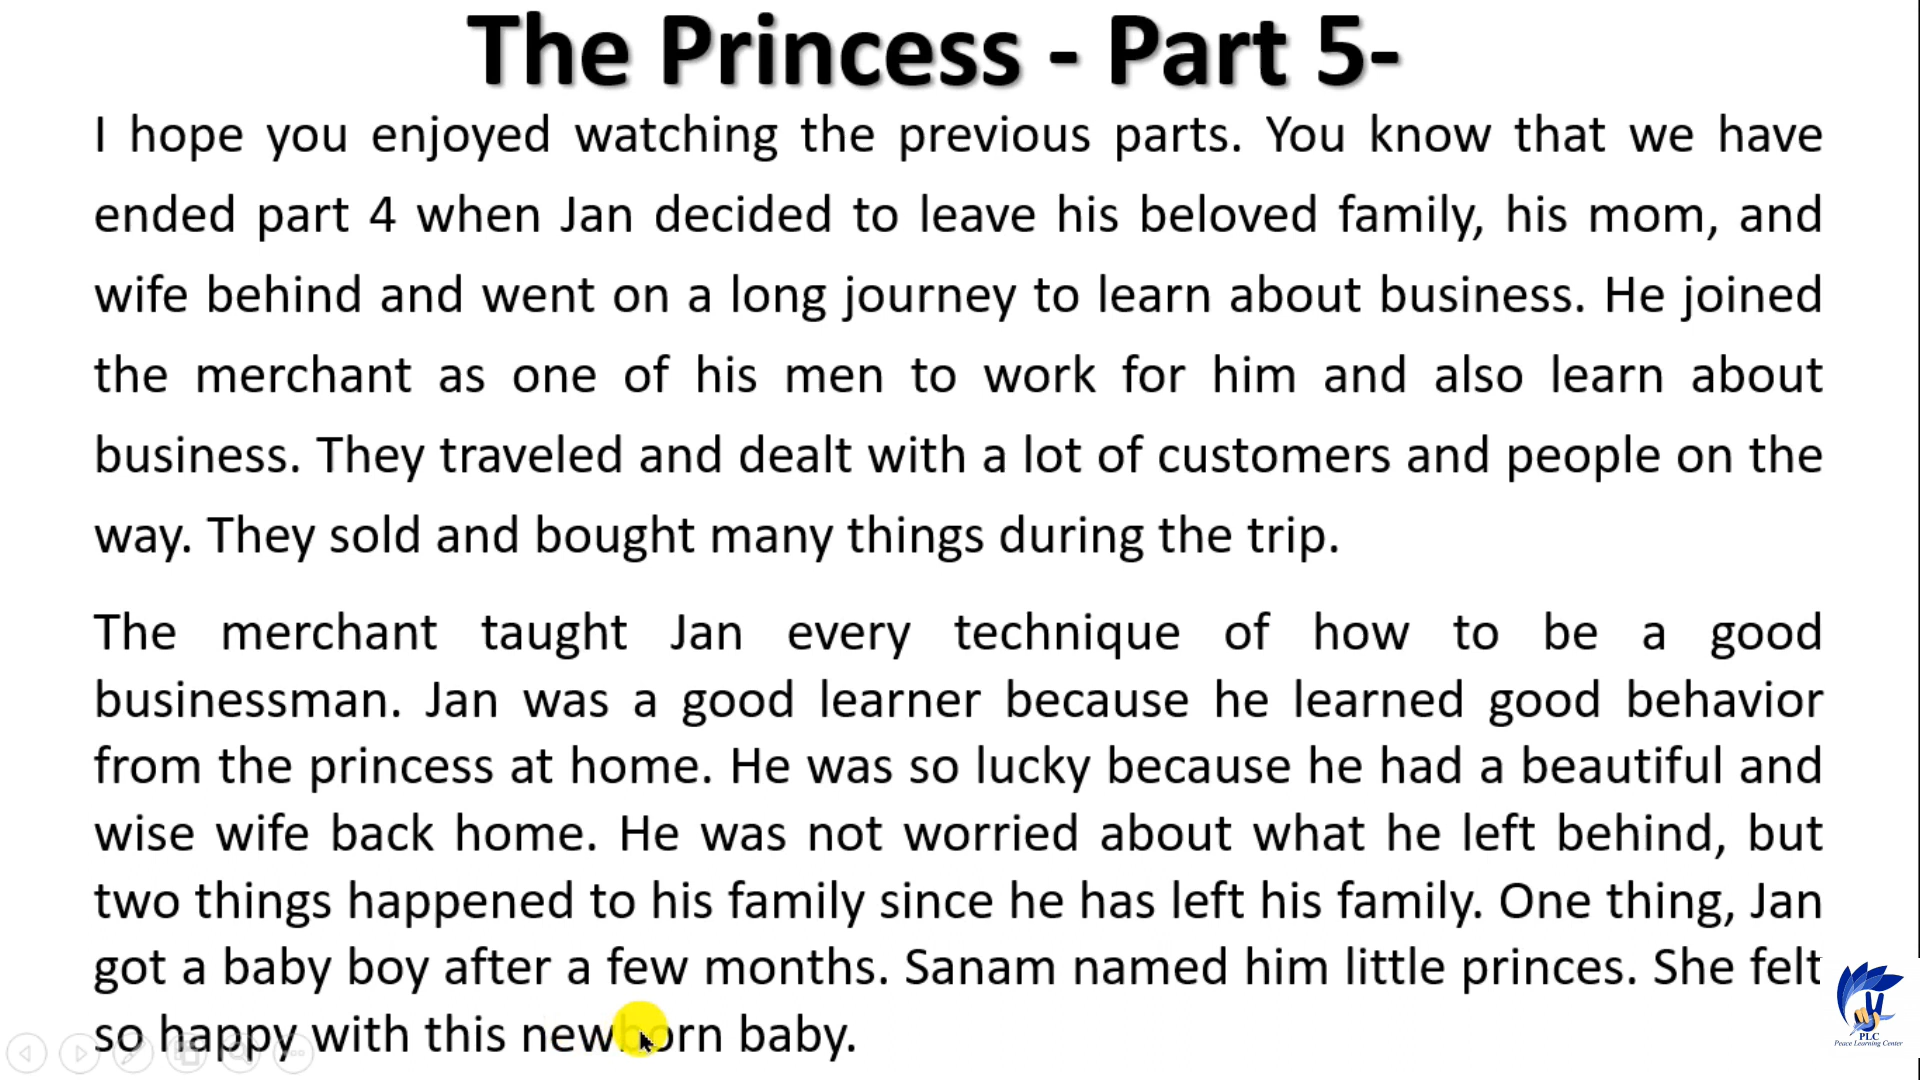 The Princess - Part 5-
I hope you enjoyed watching the previous parts. You know that we have
ended part 4 when Jan decided to leave his beloved family, his mom, and
wife behind and went on a long journey to learn about business. He joined
the merchant as one of his men to work for him and also learn about
business. They traveled and dealt with a lot of customers and people on the
way. They sold and bought many things during the trip.
The merchant taught Jan every technique of how to be a good
businessman. Jan was a good learner because he learned good behavior
from the princess at home. He was so lucky because he had a beautiful and
wise wife back home. He was not worried about what he left behind, but
two things happened to his family since he has left his family. One thing, Jan
got a baby boy after a few months. Sanam named him little princes. She felt
so happy with this newborn baby.
PLC
Peace Learning Center